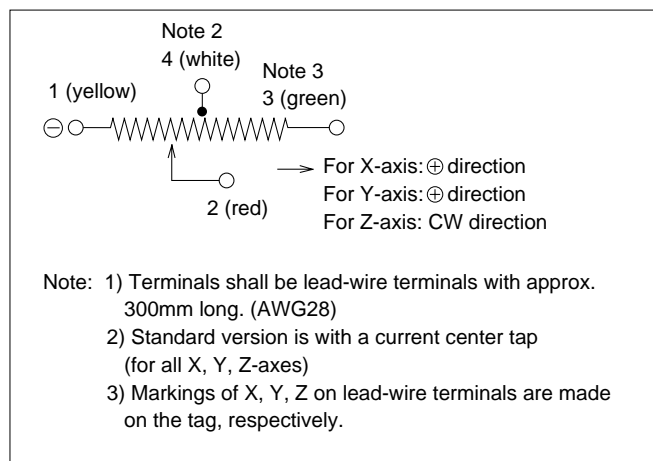 Note 2
4 (white)
Note 3
1 (yellow)
3 (green)
⊖
2 (red)
For X-axis: ⊕ direction
For Y-axis: ⊕ direction
For Z-axis: CW direction
Note: 1) Terminals shall be lead-wire terminals with approx.
300mm long. (AWG28)
2) Standard version is with a current center tap
(for all X, Y, Z-axes)
3) Markings of X, Y, Z on lead-wire terminals are made
on the tag, respectively.